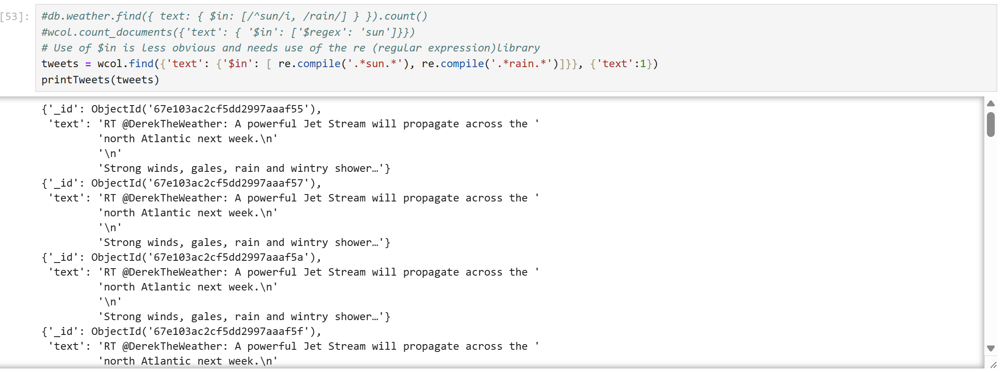 [53]:
#db.weather.find({ text: { $in: [/^sun/i, /rain/] } }).count()
#wcol.count_documents({'text': { '$in': ['$regex': 'sun']}})
# Use of $in is less obvious and needs use of the re (regular expression)library
tweets = wcol.find({'text': {'$in': [ re.compile('.*sun.*'), re.compile('.*rain.*')]}}, {'text':1})
printTweets(tweets)
{'_id': ObjectId('67e103ac2cf5dd2997aaaf55'),
 'text': 'RT @DerekTheWeather: A powerful Jet Stream will propagate across the '
         'north Atlantic next week.\n'
         '\n'
         'Strong winds, gales, rain and wintry shower…'}
{'_id': ObjectId('67e103ac2cf5dd2997aaaf57'),
 'text': 'RT @DerekTheWeather: A powerful Jet Stream will propagate across the '
         'north Atlantic next week.\n'
         '\n'
         'Strong winds, gales, rain and wintry shower…'}
{'_id': ObjectId('67e103ac2cf5dd2997aaaf5a'),
 'text': 'RT @DerekTheWeather: A powerful Jet Stream will propagate across the '
         'north Atlantic next week.\n'
         '\n'
         'Strong winds, gales, rain and wintry shower…'}
{'_id': ObjectId('67e103ac2cf5dd2997aaaf5f'),
 'text': 'RT @DerekTheWeather: A powerful Jet Stream will propagate across the '
         'north Atlantic next week.\n'